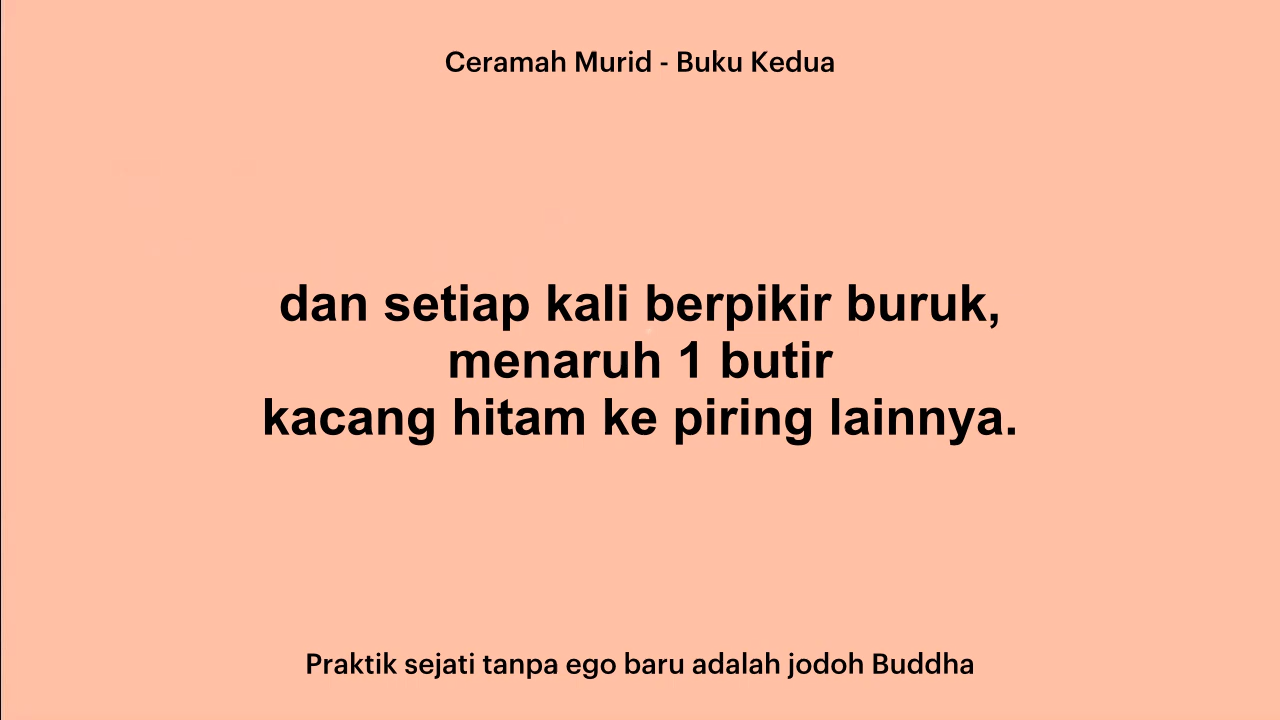 Ceramah Murid - Buku Kedua
dan setiap kali berpikir buruk,
menaruh 1 butir
kacang hitam ke piring lainnya.
Praktik sejati tanpa ego baru adalah jodoh Buddha